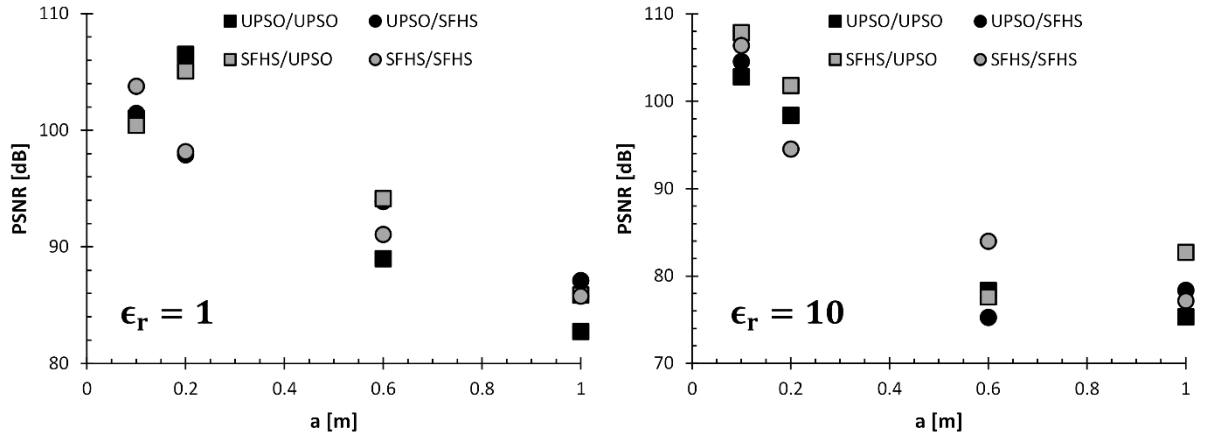 110
100
90
80
PSNR [dB]
UPSO/UPSO UPSO/SFHS
SFHS/UPSO SFHS/SFHS
ϵr = 1
0 0.2 0.4 0.6 0.8 1
a [m]
110
100
90
80
70
PSNR [dB]
UPSO/UPSO UPSO/SFHS
SFHS/UPSO SFHS/SFHS
ϵr = 10
0 0.2 0.4 0.6 0.8 1
a [m]